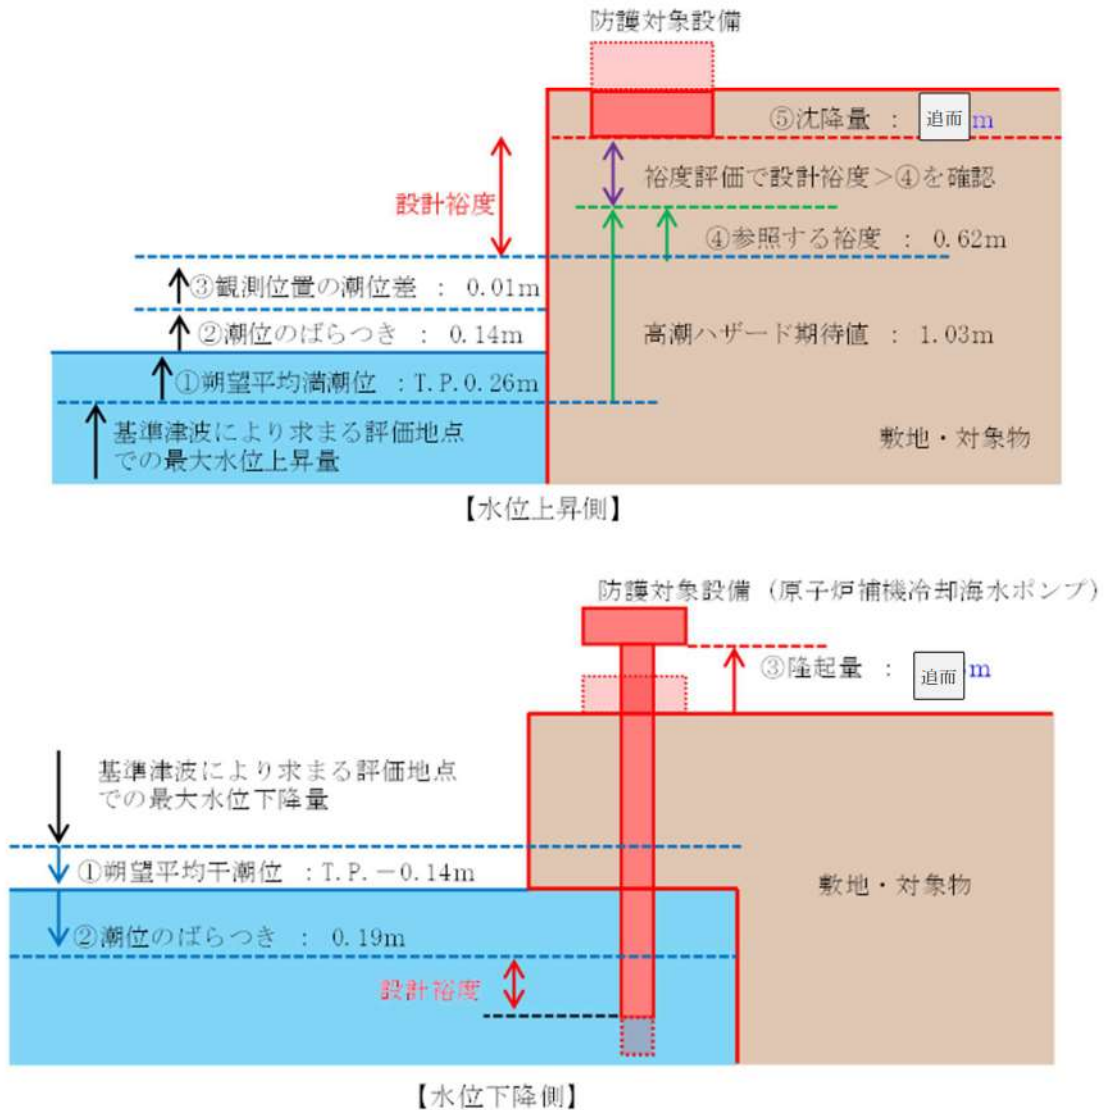 防護対象設備
⑤沈降量 : 追而 m
裕度評価で設計裕度>④を確認
設計裕度
④参照する裕度 : 0.62m
③観測位置の潮位差 : 0.01m
②潮位のばらつき : 0.14m
高潮ハザード期待値 : 1.03m
①朔望平均満潮位 :T.P.0.26m
基準津波により求まる評価地点
での最大水位上昇量
敷地・対象物
【水位上昇側】
防護対象設備(原子炉補機冷却海水ポンプ)
③隆起量 : 追而 m
基準津波により求まる評価地点
での最大水位下降量
①朔望平均干潮位 :T.P.-0.14m
敷地・対象物
②潮位のばらつき : 0.19m
設計裕度
【水位下降側】